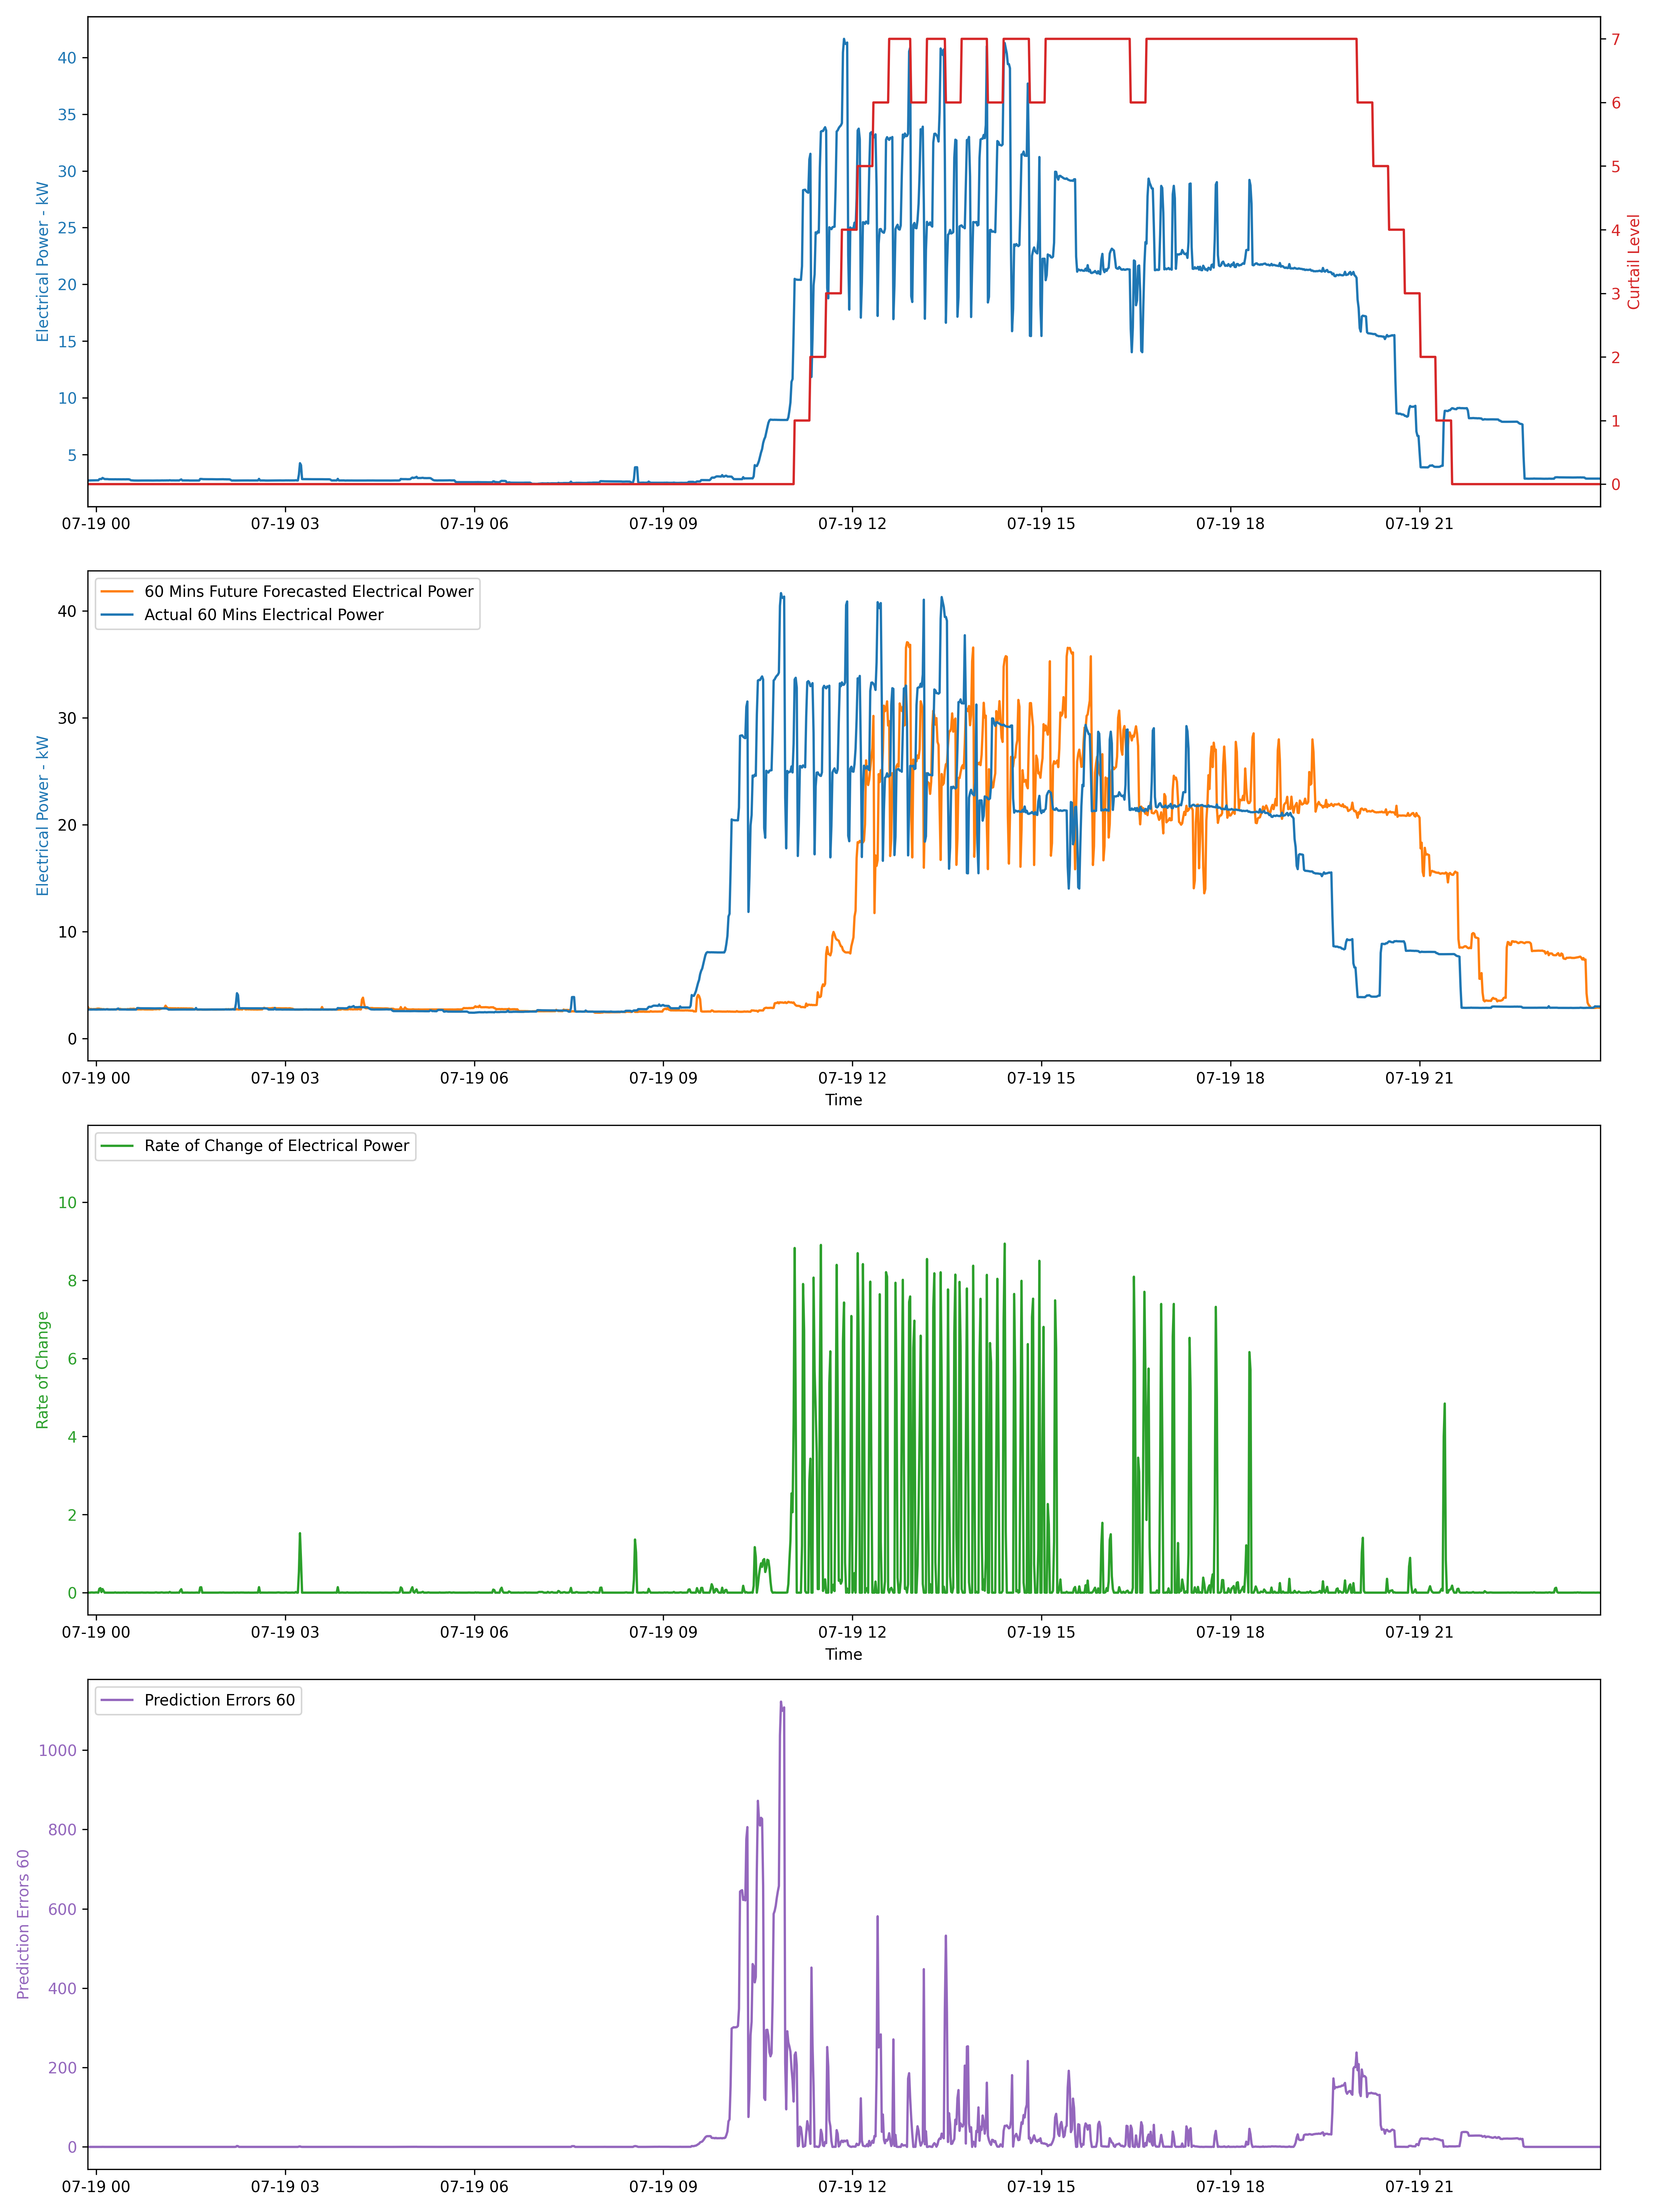 40
35
30
25
20
15
10
5
Electrical Power - kW
7
6
5
4
3
2
1
0
Curtail Level
07-19 00 07-19 03 07-19 06 07-19 09 07-19 12 07-19 15 07-19 18 07-19 21
60 Mins Future Forecasted Electrical Power
Actual 60 Mins Electrical Power
40
30
20
10
0
Electrical Power - kW
07-19 00 07-19 03 07-19 06 07-19 09 07-19 12 07-19 15 07-19 18 07-19 21
Time
Rate of Change of Electrical Power
10
8
6
4
2
0
Rate of Change
07-19 00 07-19 03 07-19 06 07-19 09 07-19 12 07-19 15 07-19 18 07-19 21
Time
Prediction Errors 60
1000
800
600
400
200
0
Prediction Errors 60
07-19 00 07-19 03 07-19 06 07-19 09 07-19 12 07-19 15 07-19 18 07-19 21